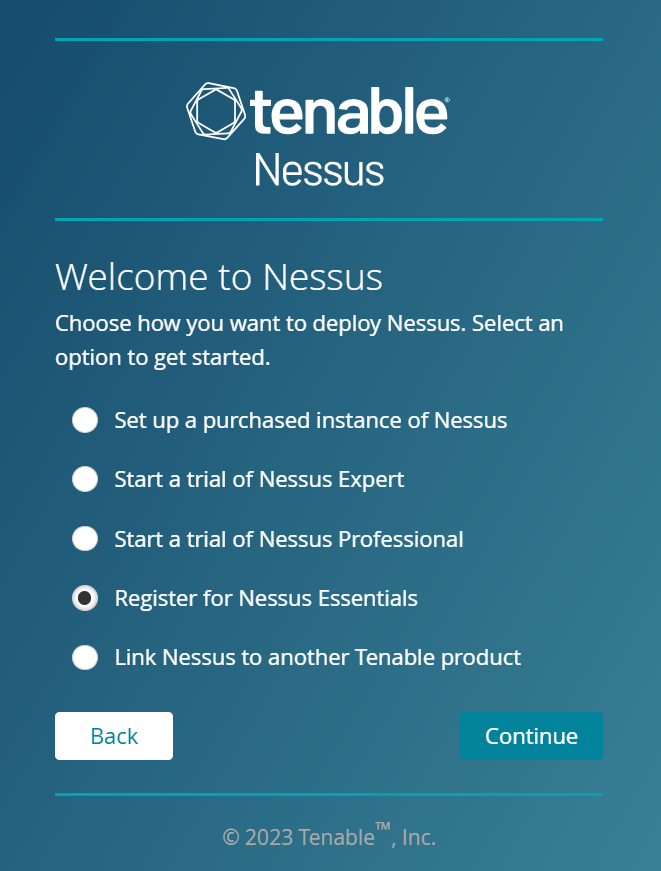 tenable®
Nessus
Welcome to Nessus
Choose how you want to deploy Nessus. Select an
option to get started.
Set up a purchased instance of Nessus
Start a trial of Nessus Expert
Start a trial of Nessus Professional
Register for Nessus Essentials
Link Nessus to another Tenable product
Back
Continue
© 2023 Tenable™, Inc.